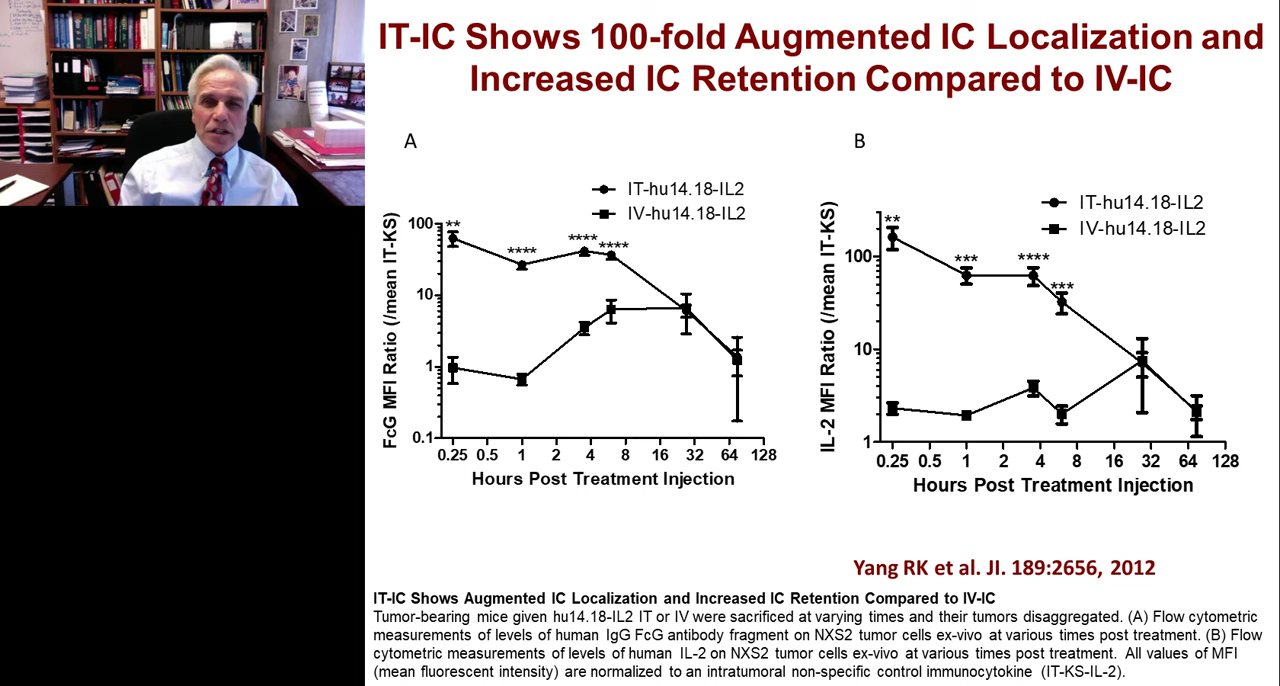 IT-IC Shows 100-fold Augmented IC Localization and
Increased IC Retention Compared to IV-IC
A
IT-hu14.18-IL2
IV-hu14.18-IL2
FcG MFI Ratio (/mean IT-KS)
100
10
1
0.1
**
****
****
****
0.25 0.5 1 2 4 8 16 32 64 128
Hours Post Treatment Injection
B
IT-hu14.18-IL2
IV-hu14.18-IL2
IL-2 MFI Ratio (/mean IT-KS)
100
10
1
**
***
****
***
0.25 0.5 1 2 4 8 16 32 64 128
Hours Post Treatment Injection
Yang RK et al. JI. 189:2656, 2012
IT-IC Shows Augmented IC Localization and Increased IC Retention Compared to IV-IC
Tumor-bearing mice given hu14.18-IL2 IT or IV were sacrificed at varying times and their tumors disaggregated. (A) Flow cytometric
measurements of levels of human IgG FcG antibody fragment on NXS2 tumor cells ex-vivo at various times post treatment. (B) Flow
cytometric measurements of levels of human IL-2 on NXS2 tumor cells ex-vivo at various times post treatment. All values of MFI
(mean fluorescent intensity) are normalized to an intratumoral non-specific control immunocytokine (IT-KS-IL-2).